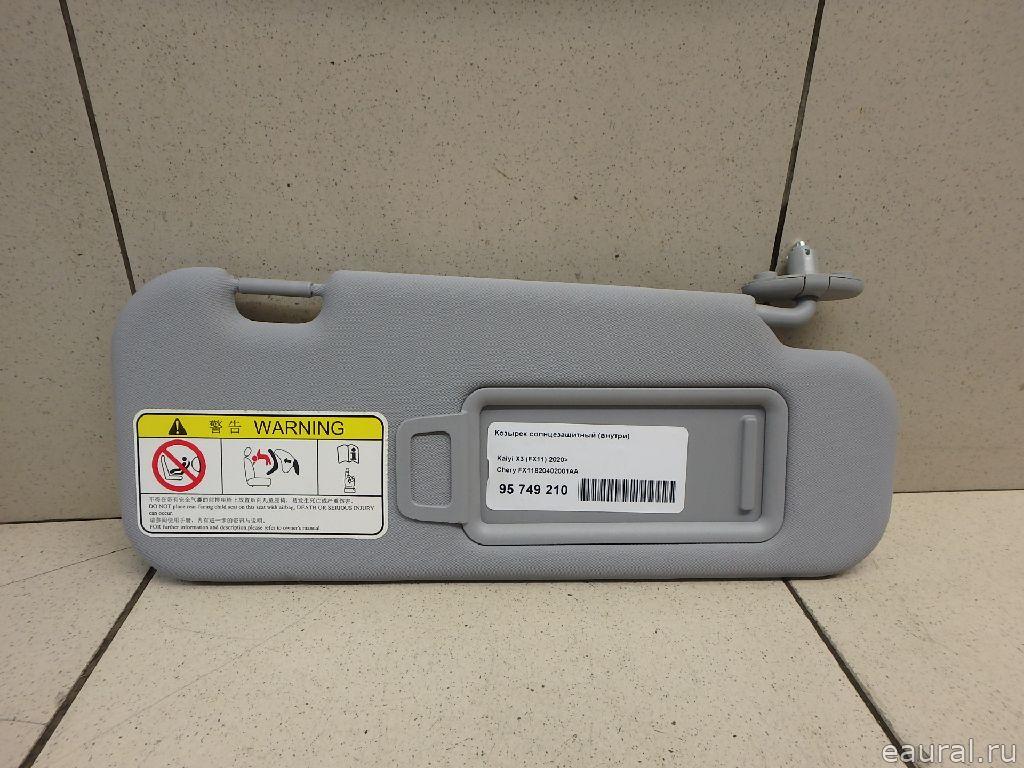 警告 WARNING
DO NOT place rear-facing child seat on this seat with airbag, DEATH OR SERIOUS INJURY
can occur.
FOR further information and description,please refer to owner's manual
Козырек солнцезащитный (внутри)
Kaiyi X3 (FX11) 2020>
Chery FX11B20402001AA
95 749 210
eaural.ru